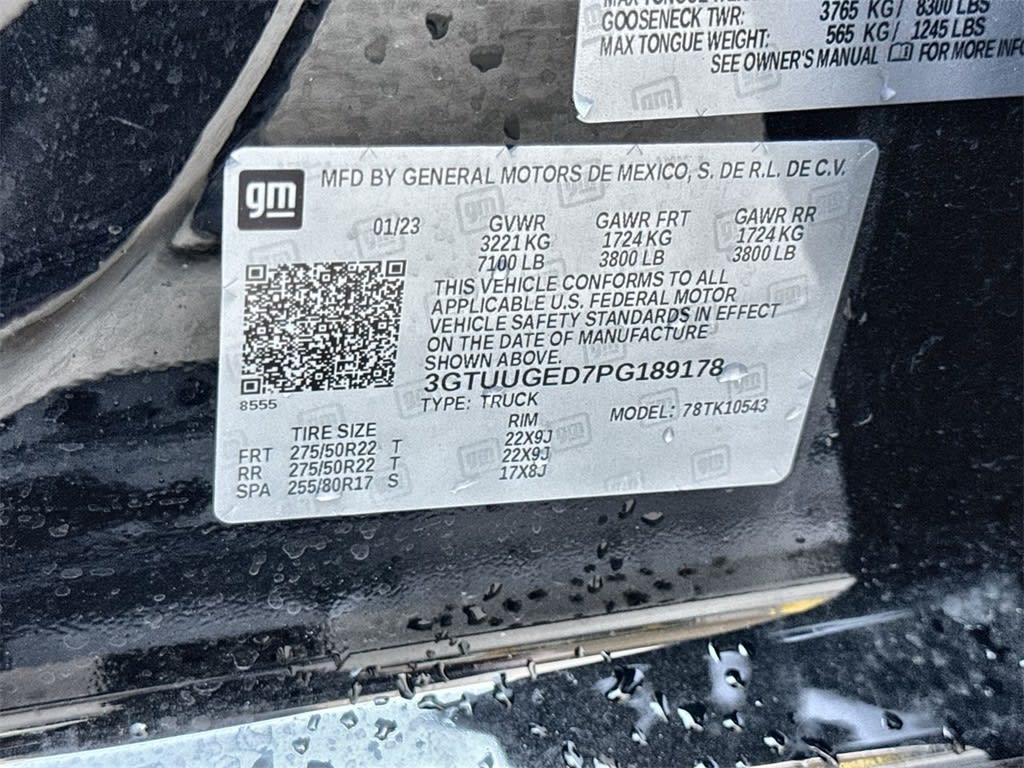 MAX TONGUE WEIGHT:
3765 KG/ 8300 LBS
GOOSENECK TWR:
565 KG/ 1245 LBS
MAX TONGUE WEIGHT:
SEE OWNER'S MANUAL FOR MORE INFO
gm
MFD BY GENERAL MOTORS DE MEXICO, S. DE R.L. DE C.V.
01/23 GVWR GAWR FRT GAWR RR
3221 KG 1724 KG 1724 KG
7100 LB 3800 LB 3800 LB
THIS VEHICLE CONFORMS TO ALL
APPLICABLE U.S. FEDERAL MOTOR
VEHICLE SAFETY STANDARDS IN EFFECT
ON THE DATE OF MANUFACTURE
SHOWN ABOVE.
3GTUUGED7PG189178
8555
TYPE: TRUCK MODEL: 78TK10543
TIRE SIZE RIM
FRT 275/50R22 T 22X9J
RR 275/50R22 T 22X9J
SPA 255/80R17 S 17X8J